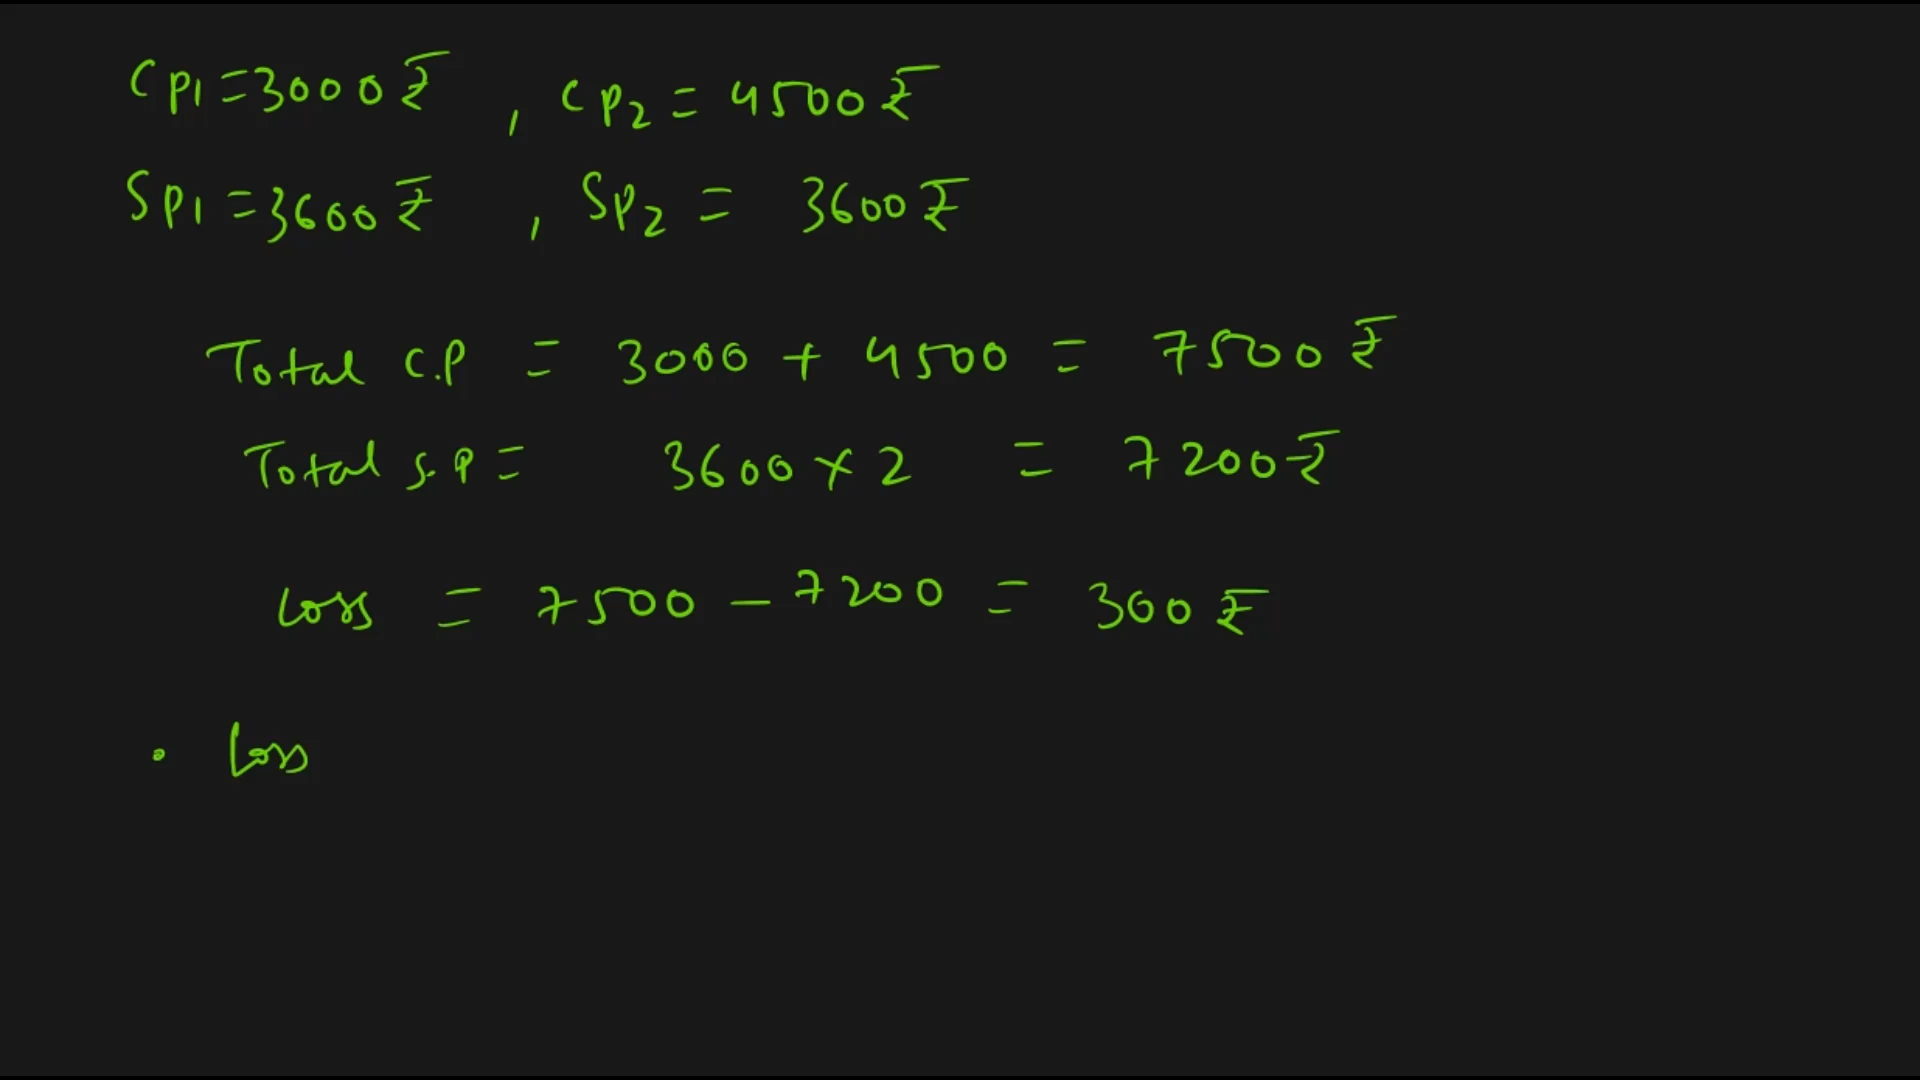 CP1 = 3000 ₹ , CP2 = 4500 ₹
SP1 = 3600 ₹ , SP2 = 3600 ₹
Total C.P = 3000 + 4500 = 7500 ₹
Total S.P = 3600 × 2 = 7200 ₹
Loss = 7500 - 7200 = 300 ₹
. Loss